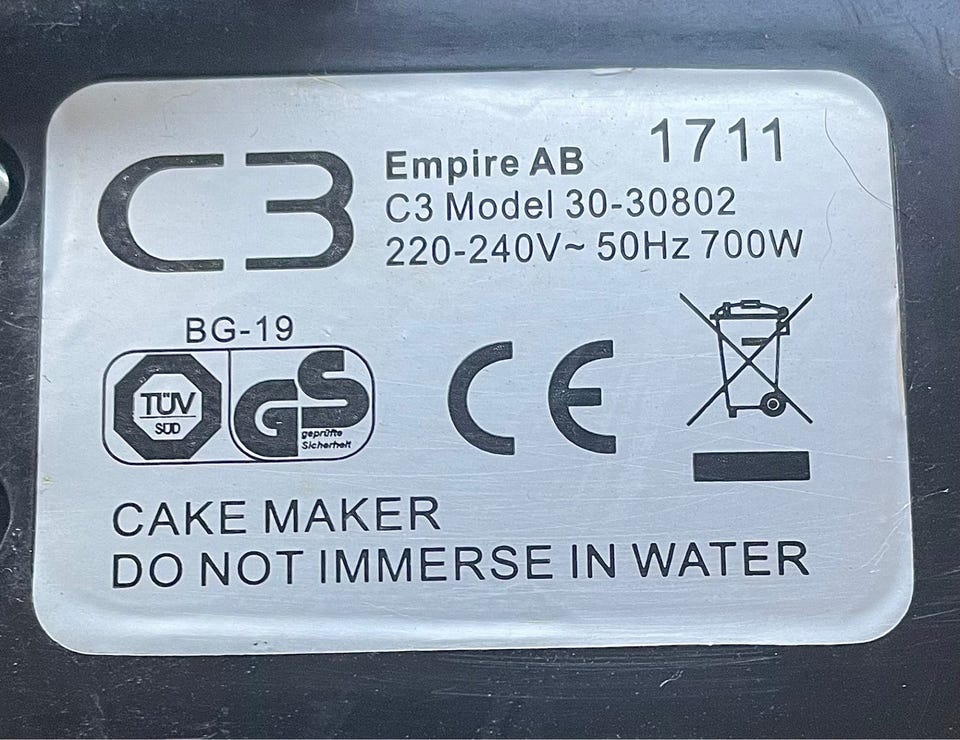 C3
Empire AB 1711
C3 Model 30-30802
220-240V~ 50Hz 700W
BG-19
TÜV
SÜD
GS
geprüfte
Sicherheit
CE
CAKE MAKER
DO NOT IMMERSE IN WATER